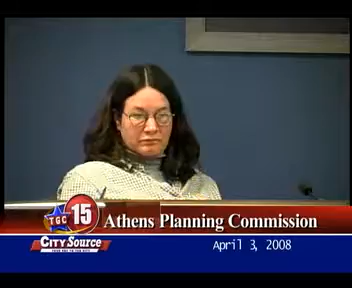 TGC 15
Athens Planning Commission
CITY SOURCE
April 3, 2008